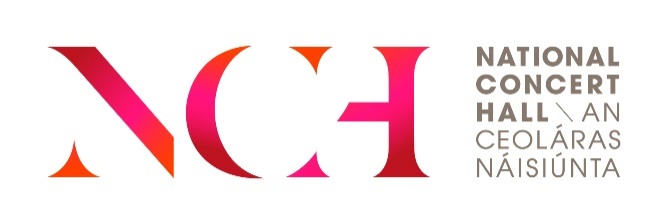 NCH
NATIONAL
CONCERT
HALL \ AN
CEOLÁRAS
NÁISIÚNTA